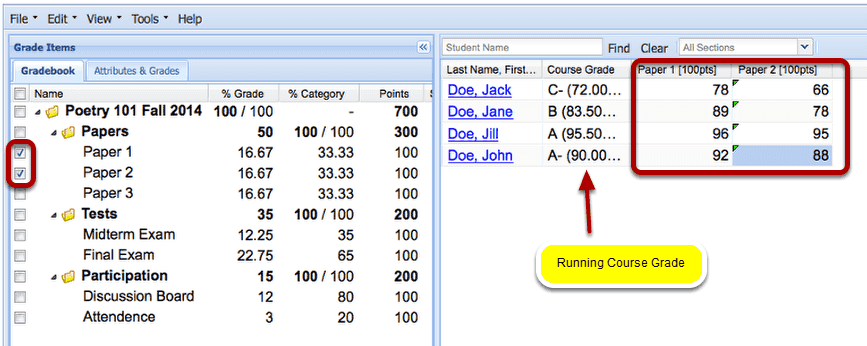 File Edit View Tools Help
Grade Items
Gradebook Attributes & Grades
Name % Grade % Category Points S
Poetry 101 Fall 2014 100 / 100 - 700
Papers 50 100 / 100 300
Paper 1 16.67 33.33 100
Paper 2 16.67 33.33 100
Paper 3 16.67 33.33 100
Tests 35 100 / 100 200
Midterm Exam 12.25 35 100
Final Exam 22.75 65 100
Participation 15 100 / 100 200
Discussion Board 12 80 100
Attendence 3 20 100
Student Name Find Clear All Sections
Last Name, First... Course Grade Paper 1 [100pts] Paper 2 [100pts]
Doe, Jack C- (72.00... 78 66
Doe, Jane B (83.50... 89 78
Doe, Jill A (95.50... 96 95
Doe, John A- (90.00... 92 88
Running Course Grade